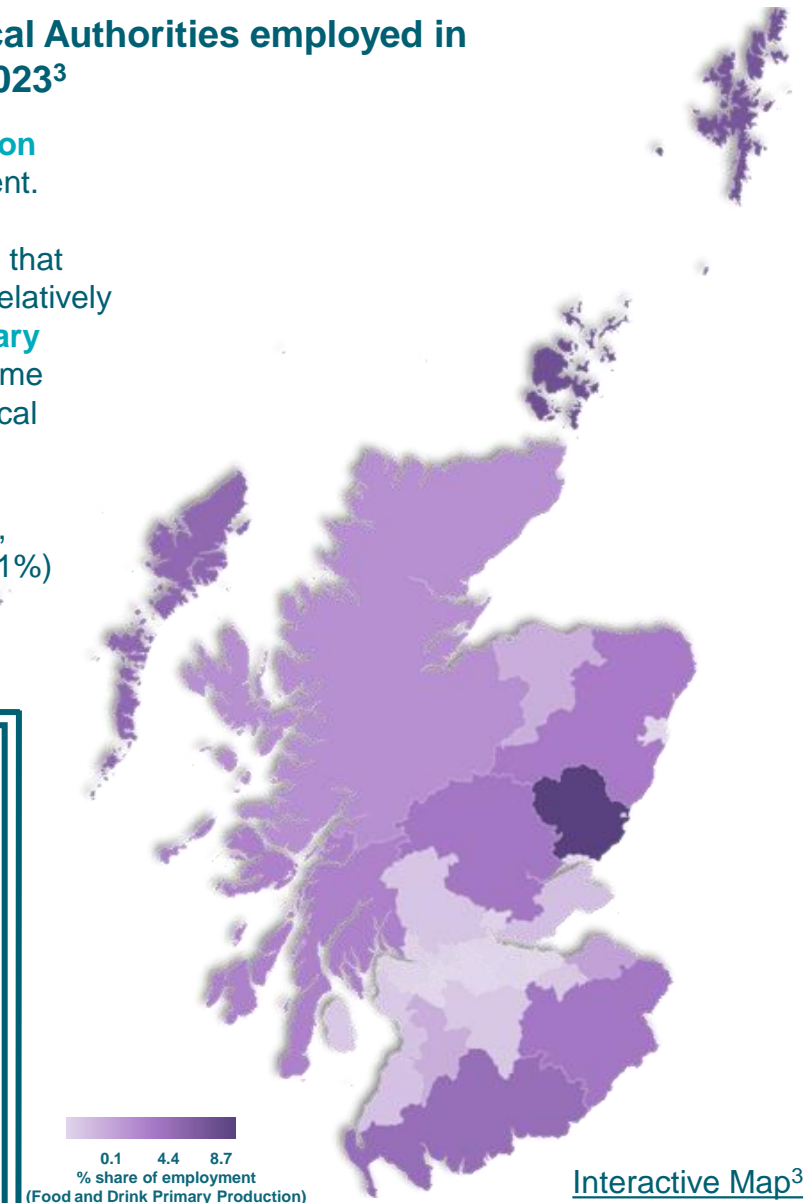 cal Authorities employed in
023³
on
ent.
that
elatively
ary
me
cal
,
1%)
0.1 4.4 8.7
% share of employment
(Food and Drink Primary Production)
Interactive Map³